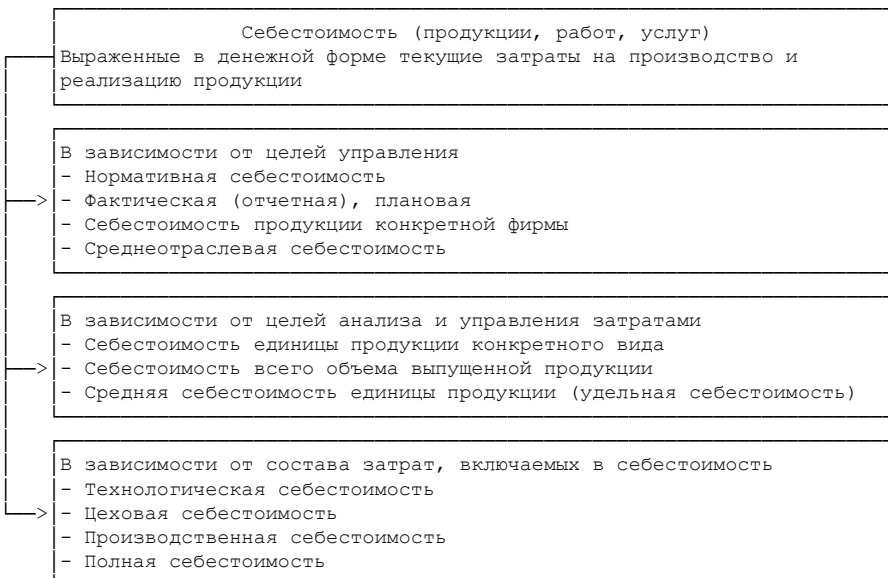 Себестоимость (продукции, работ, услуг)
Выраженные в денежной форме текущие затраты на производство и
реализацию продукции
В зависимости от целей управления
- Нормативная себестоимость
- Фактическая (отчетная), плановая
- Себестоимость продукции конкретной фирмы
- Среднеотраслевая себестоимость
В зависимости от целей анализа и управления затратами
- Себестоимость единицы продукции конкретного вида
- Себестоимость всего объема выпущенной продукции
- Средняя себестоимость единицы продукции (удельная себестоимость)
В зависимости от состава затрат, включаемых в себестоимость
- Технологическая себестоимость
- Цеховая себестоимость
- Производственная себестоимость
- Полная себестоимость